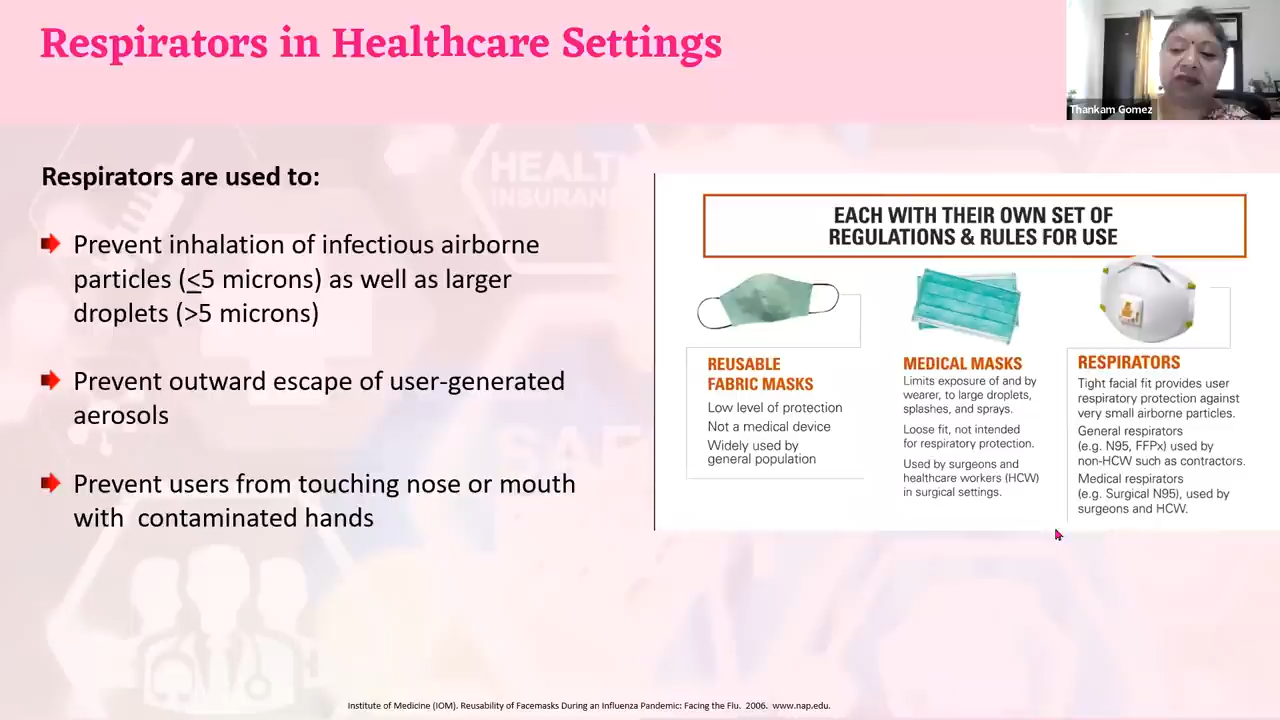 Respirators in Healthcare Settings
Thankam Gomez
Respirators are used to:
Prevent inhalation of infectious airborne
particles (≤5 microns) as well as larger
droplets (>5 microns)
Prevent outward escape of user-generated
aerosols
Prevent users from touching nose or mouth
with contaminated hands
HEALTH
INSURAN
SAF
EACH WITH THEIR OWN SET OF
REGULATIONS & RULES FOR USE
REUSABLE
FABRIC MASKS
Low level of protection
Not a medical device
Widely used by
general population
MEDICAL MASKS
Limits exposure of and by
wearer, to large droplets,
splashes, and sprays.
Loose fit, not intended
for respiratory protection.
Used by surgeons and
healthcare workers (HCW)
in surgical settings.
RESPIRATORS
Tight facial fit provides user
respiratory protection against
very small airborne particles.
General respirators
(e.g. N95, FFPx) used by
non-HCW such as contractors.
Medical respirators
(e.g. Surgical N95), used by
surgeons and HCW.
Institute of Medicine (IOM). Reusability of Facemasks During an Influenza Pandemic: Facing the Flu. 2006. www.nap.edu.